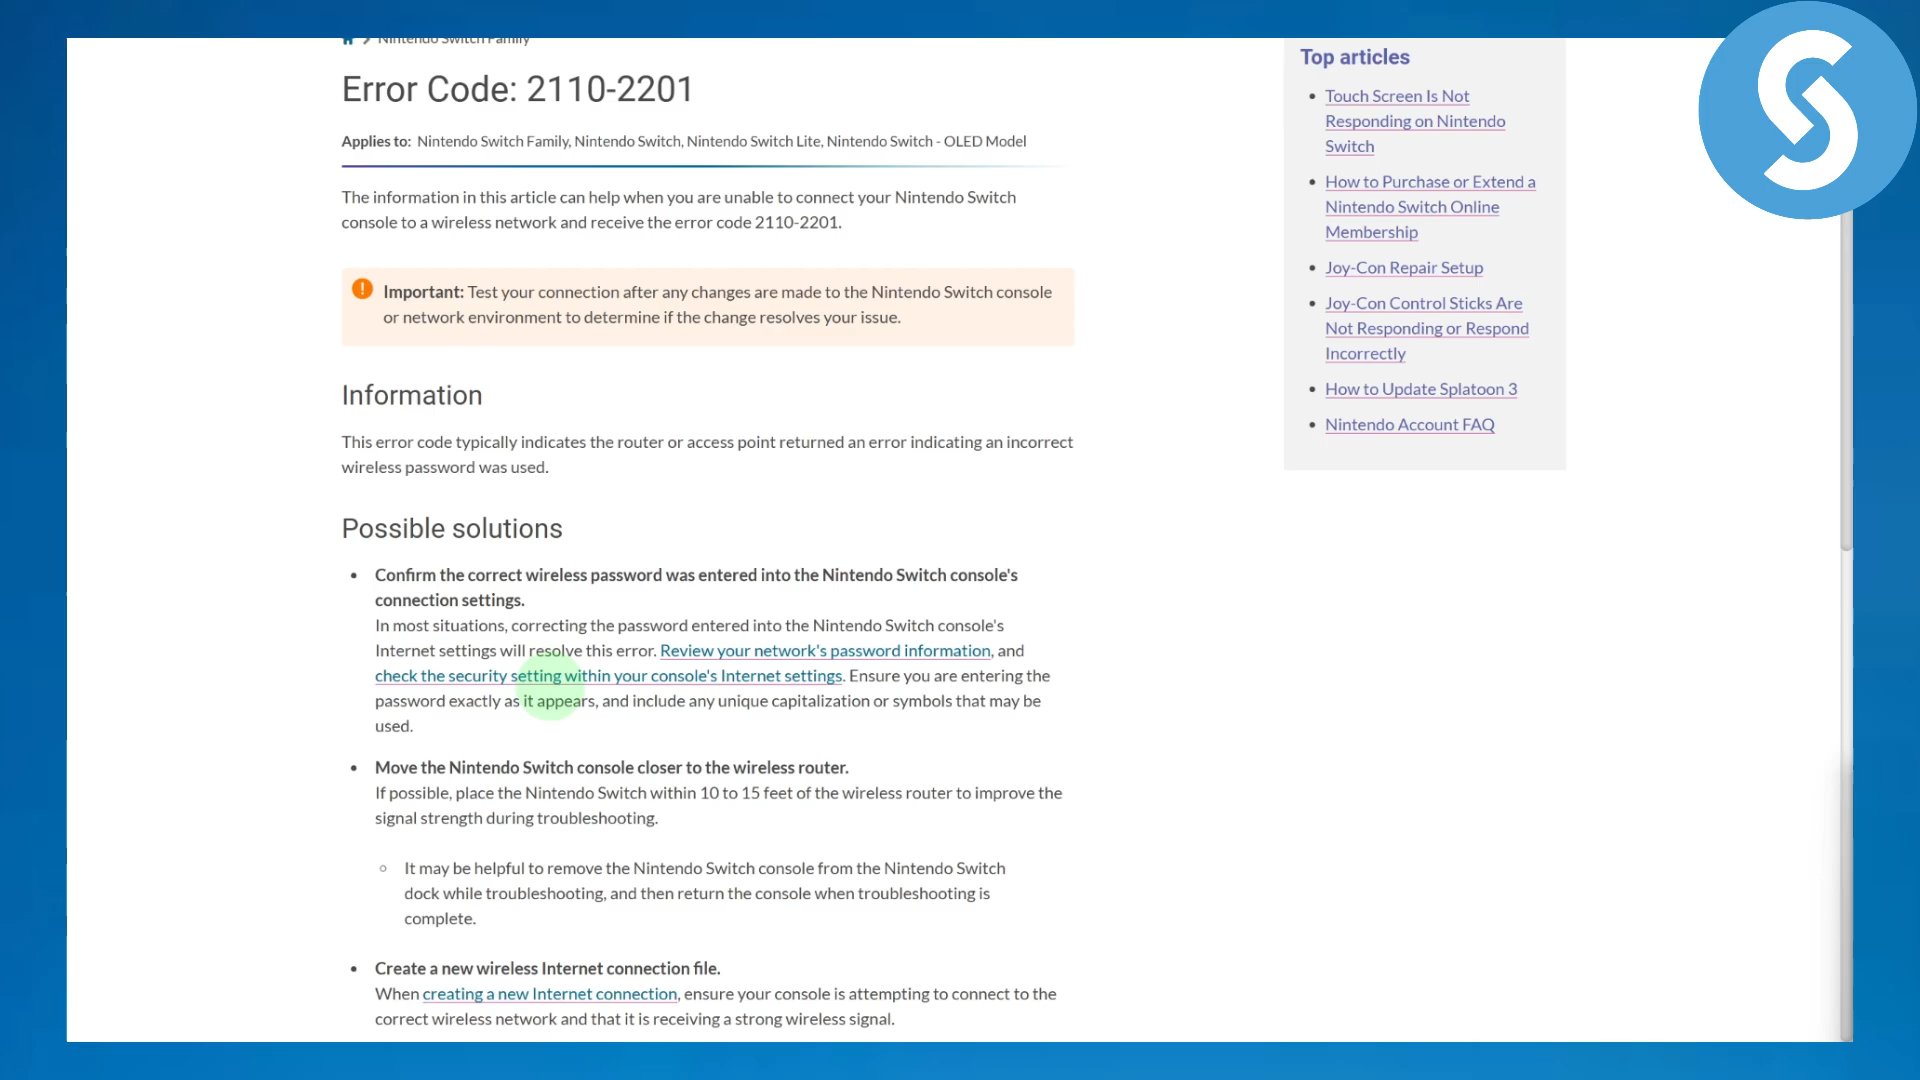 Nintendo Switch Family
Error Code: 2110-2201
Applies to: Nintendo Switch Family, Nintendo Switch, Nintendo Switch Lite, Nintendo Switch - OLED Model
The information in this article can help when you are unable to connect your Nintendo Switch
console to a wireless network and receive the error code 2110-2201.
Important: Test your connection after any changes are made to the Nintendo Switch console
or network environment to determine if the change resolves your issue.
Information
This error code typically indicates the router or access point returned an error indicating an incorrect
wireless password was used.
Possible solutions
• Confirm the correct wireless password was entered into the Nintendo Switch console's
connection settings.
In most situations, correcting the password entered into the Nintendo Switch console's
Internet settings will resolve this error. Review your network's password information, and
check the security setting within your console's Internet settings. Ensure you are entering the
password exactly as it appears, and include any unique capitalization or symbols that may be
used.
• Move the Nintendo Switch console closer to the wireless router.
If possible, place the Nintendo Switch within 10 to 15 feet of the wireless router to improve the
signal strength during troubleshooting.
○ It may be helpful to remove the Nintendo Switch console from the Nintendo Switch
dock while troubleshooting, and then return the console when troubleshooting is
complete.
• Create a new wireless Internet connection file.
When creating a new Internet connection, ensure your console is attempting to connect to the
correct wireless network and that it is receiving a strong wireless signal.
Top articles
• Touch Screen Is Not
Responding on Nintendo
Switch
• How to Purchase or Extend a
Nintendo Switch Online
Membership
• Joy-Con Repair Setup
• Joy-Con Control Sticks Are
Not Responding or Respond
Incorrectly
• How to Update Splatoon 3
• Nintendo Account FAQ
S